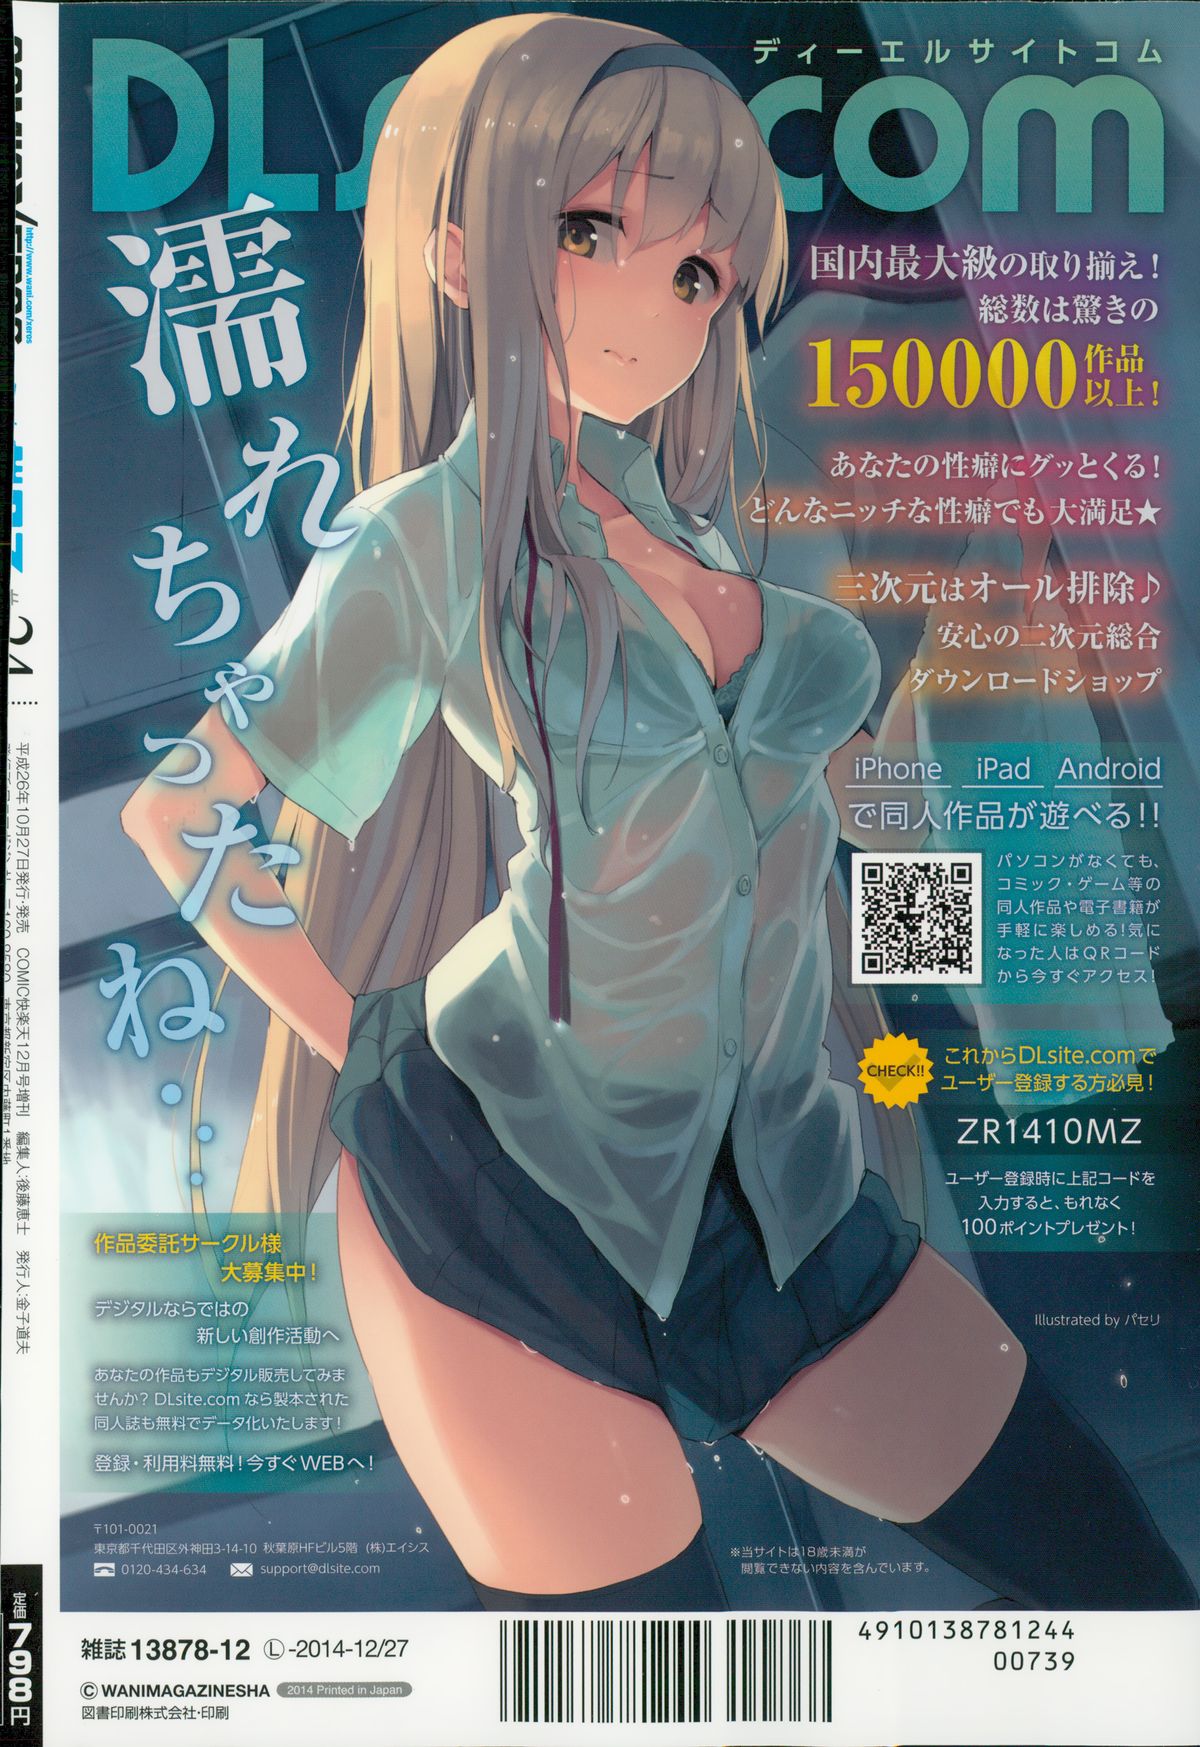 ディーエルサイトコム
DLs .com
濡れちゃったね…
国内最大級の取り揃え！
総数は驚きの
150000作品以上！
あなたの性癖にグッとくる！
どんなニッチな性癖でも大満足★
三次元はオール排除♪
安心の二次元総合
ダウンロードショップ
iPhone iPad Android
で同人作品が遊べる!!
パソコンがなくても、
コミック・ゲーム等の
同人作品や電子書籍が
手軽に楽しめる！気に
なった人はQRコード
から今すぐアクセス！
CHECK!!
これからDLsite.comで
ユーザー登録する方必見！
ZR1410MZ
ユーザー登録時に上記コードを
入力すると、もれなく
100ポイントプレゼント！
Illustrated by パセリ
作品委託サークル様
大募集中！
デジタルならではの
新しい創作活動へ
あなたの作品もデジタル販売してみま
せんか？DLsite.comなら製本された
同人誌も無料でデータ化いたします！
登録・利用料無料！今すぐWEBへ！
〒101-0021
東京都千代田区外神田3-14-10 秋葉原HFビル5階 (株)エイシス
0120-434-634 support@dlsite.com
※当サイトは18歳未満が
閲覧できない内容を含んでいます。
http://www.wani.com/xeros
平成26年10月27日発行・発売 COMIC快楽天12月号増刊 編集人:後藤恵士 発行人:金子道夫
定価798円
雑誌13878-12 Ⓛ-2014-12/27
©WANIMAGAZINESHA 2014 Printed in Japan
図書印刷株式会社・印刷
4910138781244
00739